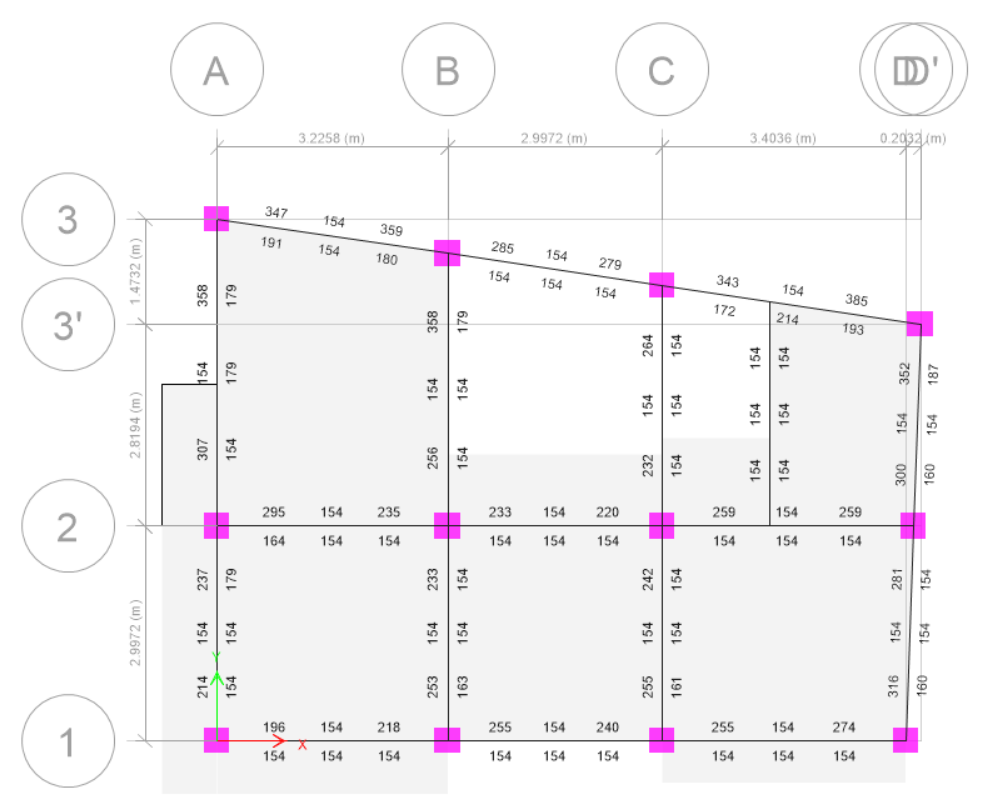 A B C D D'
3.2258 (m) 2.9972 (m) 3.4036 (m) 0.2032 (m)
3
347 154 359 285 154 279 343 154 385
191 154 180 154 154 154 172 214 193
1.4732 (m)
358 179 358 179 264 154 154 154
3'
352 187
154 179 154 154 154 154 154 154
2.8194 (m)
154 154
307 154 256 154 232 154 154 154 300 160
295 154 235 233 154 220 259 154 259
2
164 154 154 154 154 154 154 154 154
237 179 233 154 242 154 281 154
2.9972 (m)
154 154 154 154 154 154 154 154
Y
214 154 253 163 255 161 316 160
196 154 218 255 154 240 255 154 274
1
X
154 154 154 154 154 154 154 154 154